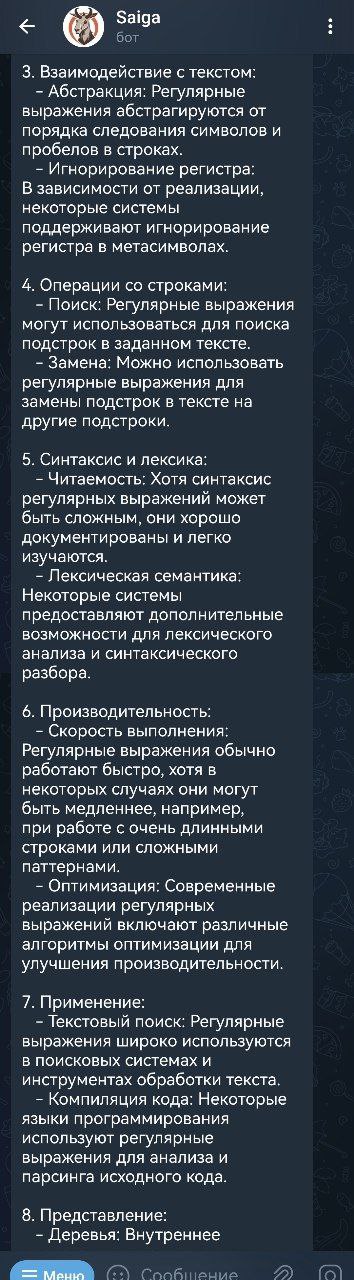 Saiga
бот
3. Взаимодействие с текстом:
– Абстракция: Регулярные
выражения абстрагируются от
порядка следования символов и
пробелов в строках.
– Игнорирование регистра:
В зависимости от реализации,
некоторые системы
поддерживают игнорирование
регистра в метасимволах.
4. Операции со строками:
– Поиск: Регулярные выражения
могут использоваться для поиска
подстрок в заданном тексте.
– Замена: Можно использовать
регулярные выражения для
замены подстрок в тексте на
другие подстроки.
5. Синтаксис и лексика:
– Читаемость: Хотя синтаксис
регулярных выражений может
быть сложным, они хорошо
документированы и легко
изучаются.
– Лексическая семантика:
Некоторые системы
предоставляют дополнительные
возможности для лексического
анализа и синтаксического
разбора.
6. Производительность:
– Скорость выполнения:
Регулярные выражения обычно
работают быстро, хотя в
некоторых случаях они могут
быть медленнее, например,
при работе с очень длинными
строками или сложными
паттернами.
– Оптимизация: Современные
реализации регулярных
выражений включают различные
алгоритмы оптимизации для
улучшения производительности.
7. Применение:
– Текстовый поиск: Регулярные
выражения широко используются
в поисковых системах и
инструментах обработки текста.
– Компиляция кода: Некоторые
языки программирования
используют регулярные
выражения для анализа и
парсинга исходного кода.
8. Представление:
– Деревья: Внутреннее
Меню Сообщение